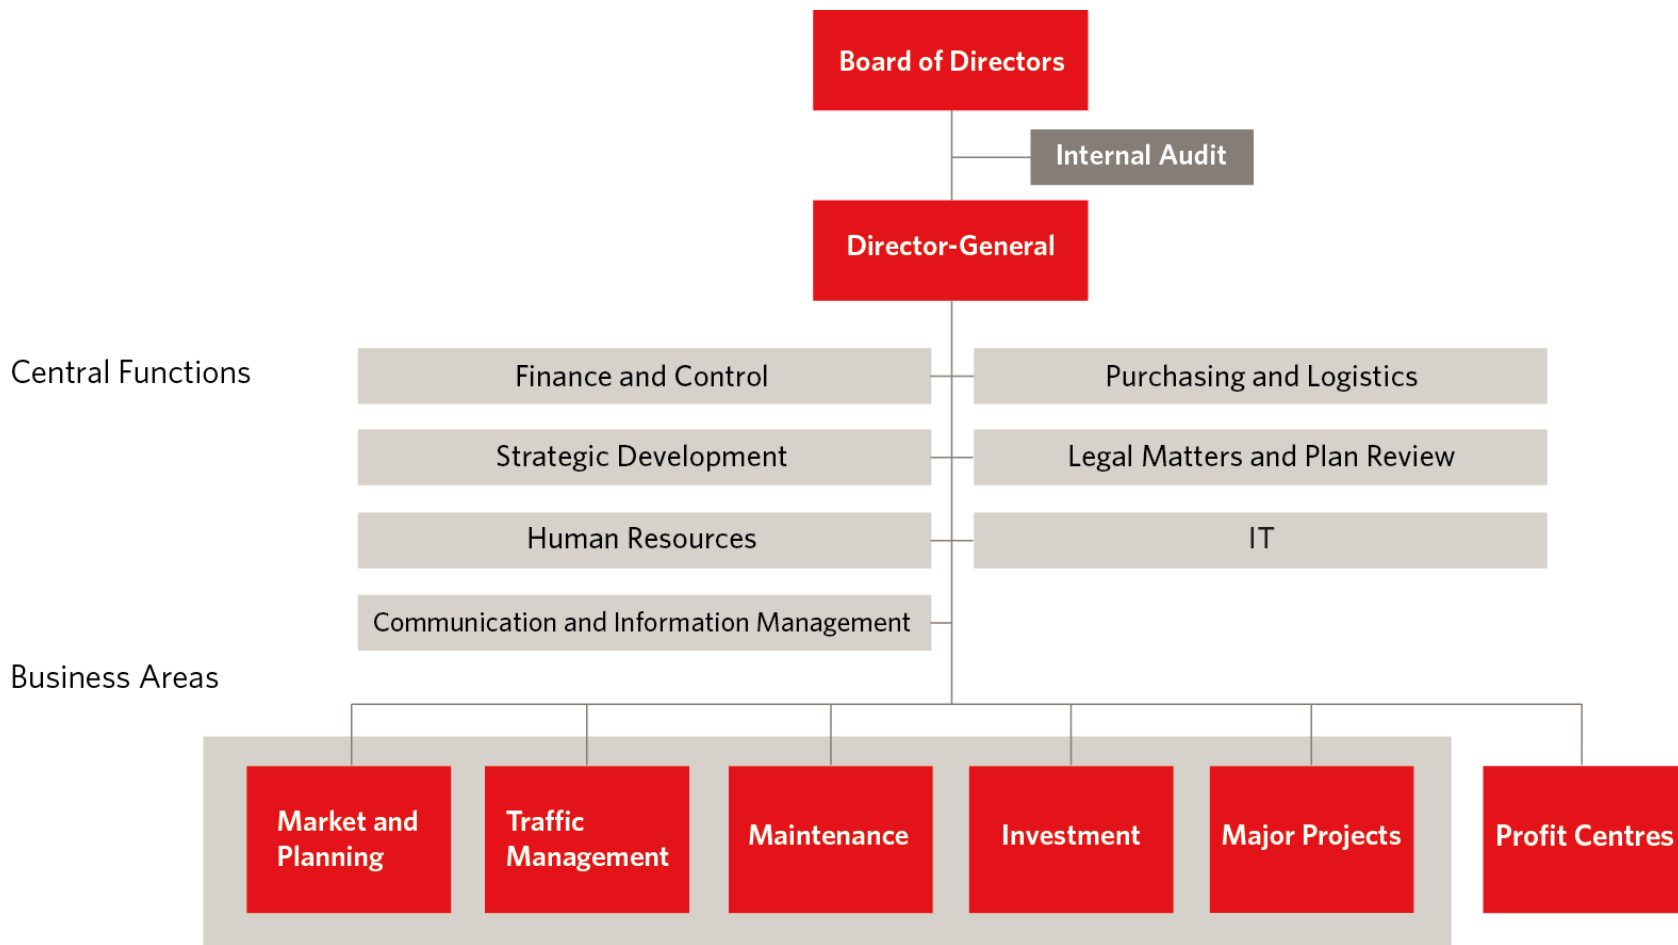 Board of Directors
Internal Audit
Director-General
Central Functions
Finance and Control
Purchasing and Logistics
Strategic Development
Legal Matters and Plan Review
Human Resources
IT
Communication and Information Management
Business Areas
Market and
Planning
Traffic
Management
Maintenance
Investment
Major Projects
Profit Centres